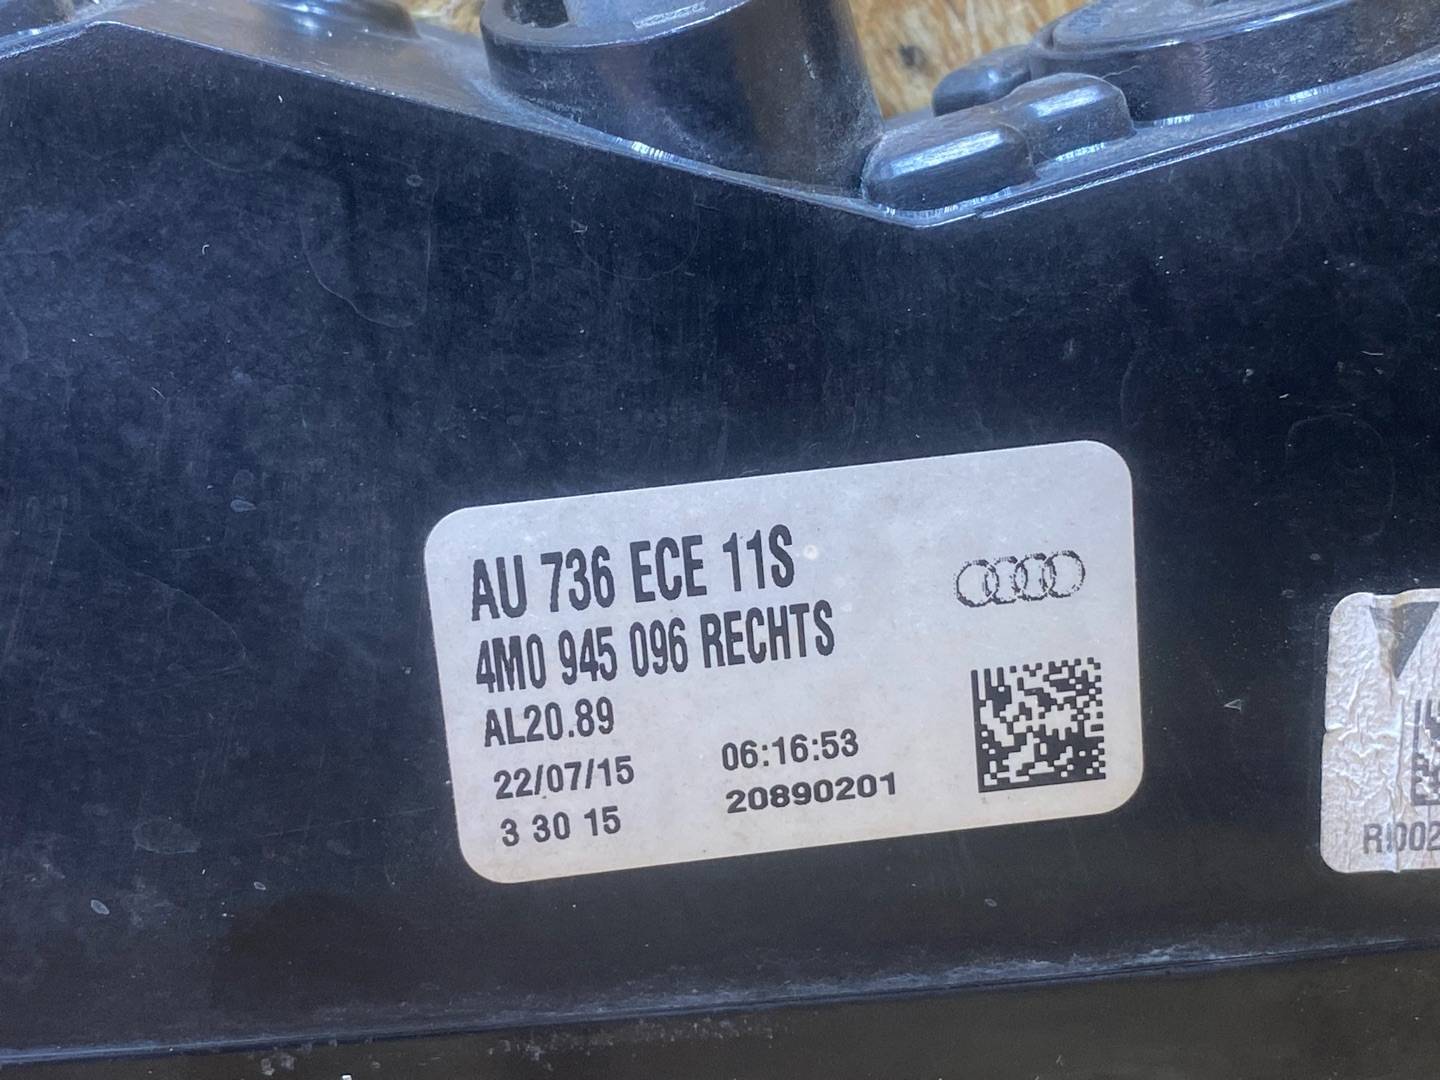 AU 736 ECE 11S
4M0 945 096 RECHTS
AL20.89
22/07/15 06:16:53
3 30 15 20890201